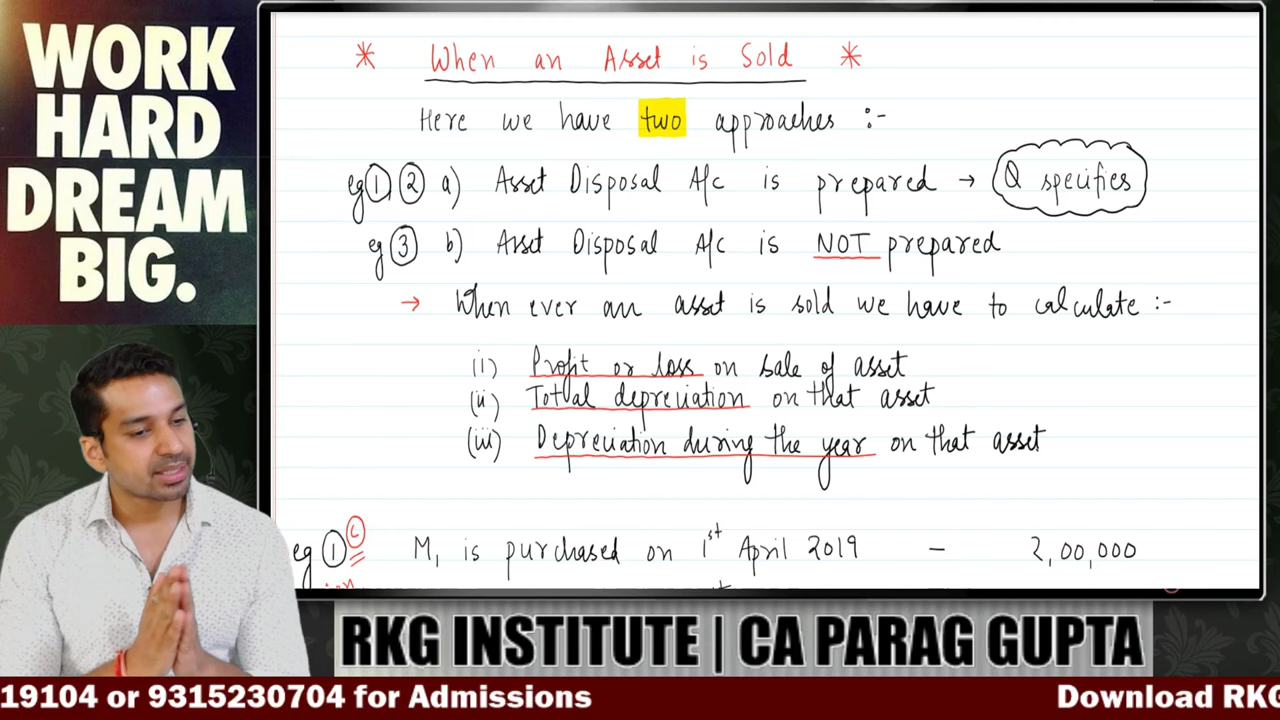 WORK
HARD
DREAM
BIG.
* When an Asset is Sold *
Here we have two approaches :-
eg ① ② a) Asset Disposal A/c is prepared → Q specifies
eg ③ b) Asset Disposal A/c is NOT prepared
→ When ever an asset is sold we have to calculate :-
(i) Profit or loss on sale of asset
(ii) Total depreciation on that asset
(iii) Depreciation during the year on that asset
eg ① M₁ is purchased on 1st April 2019 - 2,00,000
RKG INSTITUTE | CA PARAG GUPTA
19104 or 9315230704 for Admissions Download RKG